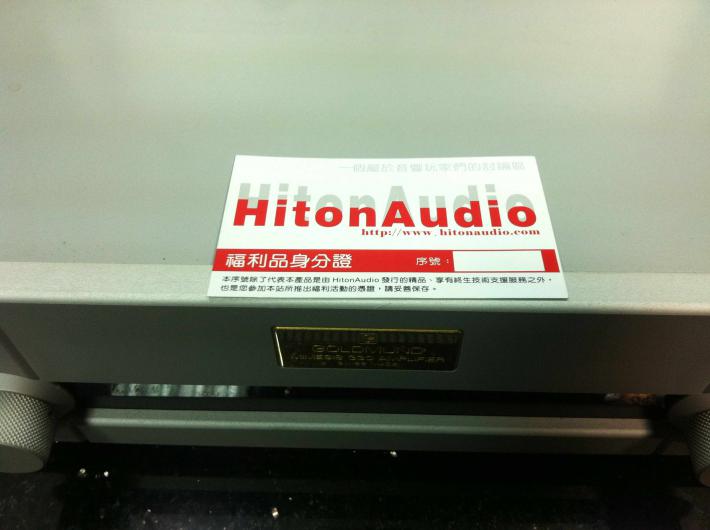 一個屬於音響玩家們的討論區
HitonAudio
http://www.hitonaudio.com
福利品身分證 序號：
本序號除了代表本產品是由 HitonAudio 發行的精品、享有終生技術支援服務之外，
也是您參加本站所推出福利活動的憑證，請妥善保存。
GOLDMUND
AMPLIFIER